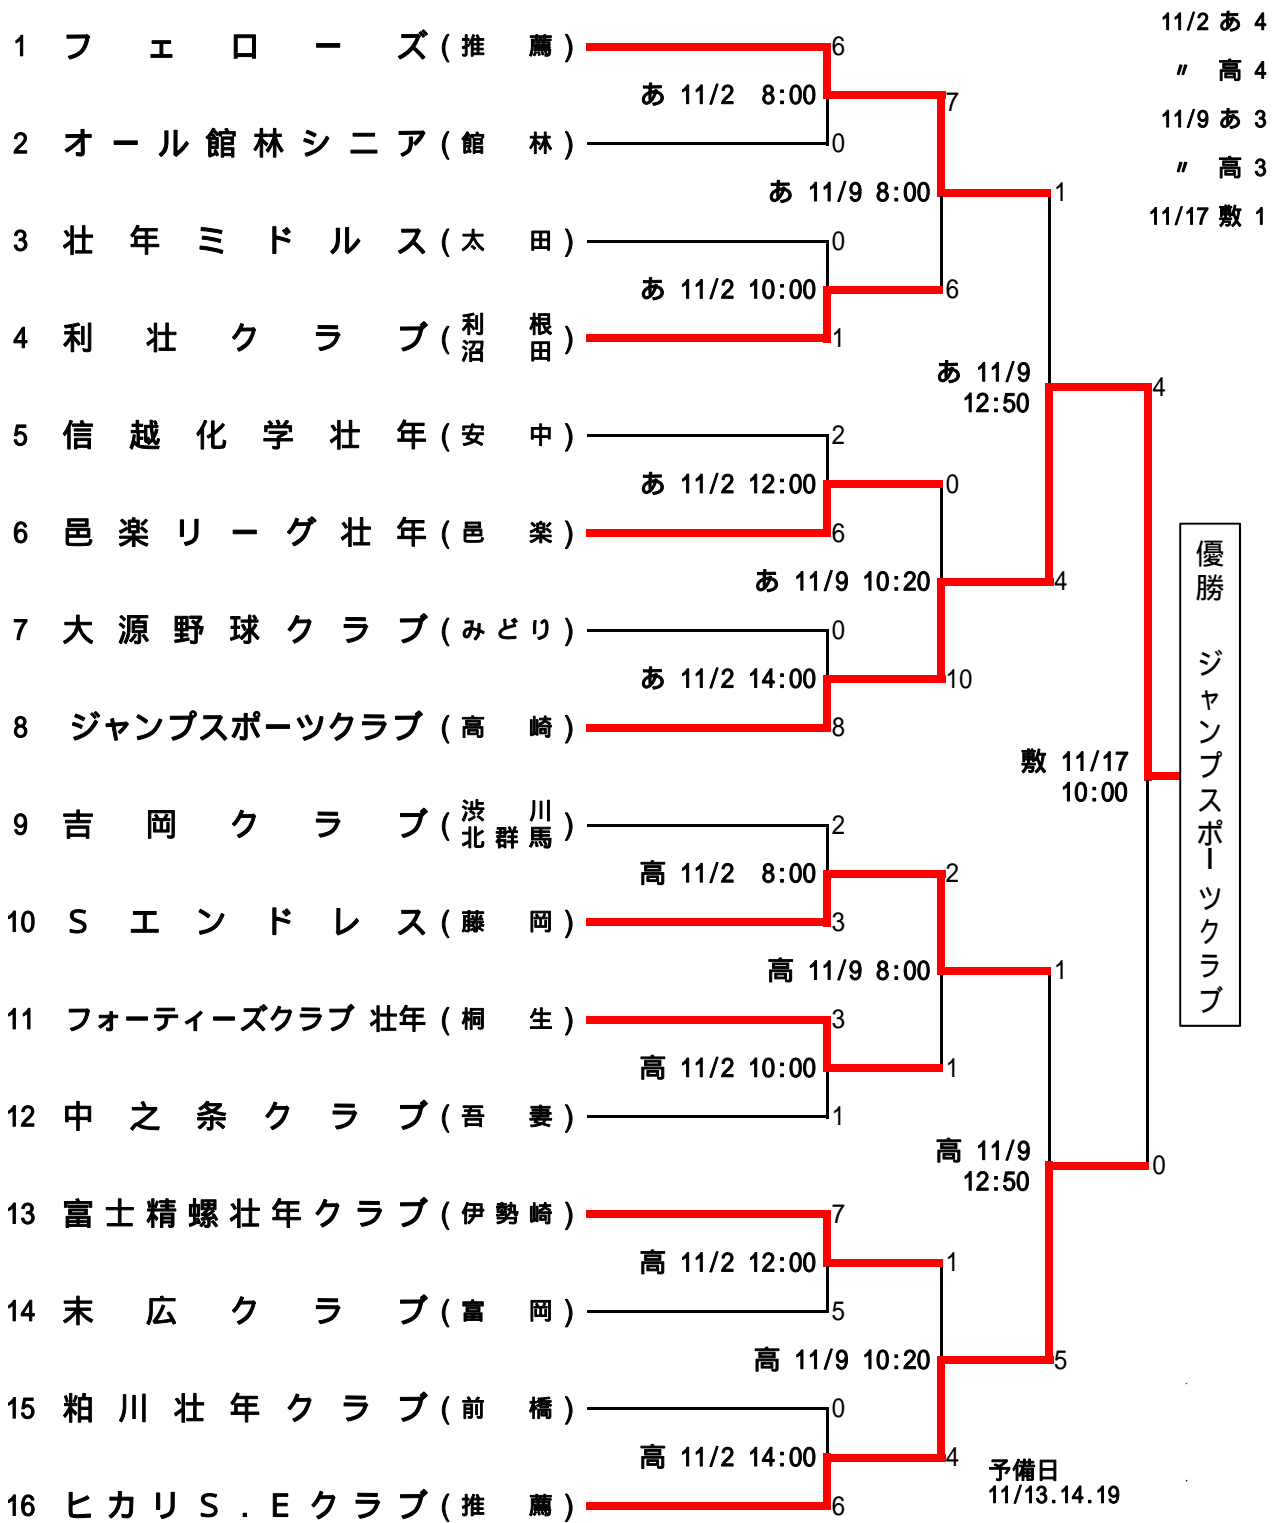 11/2 あ 4
〃 高 4
11/9 あ 3
〃 高 3
11/17 敷 1
1 フェローズ (推薦) 6
あ 11/2 8:00 7
2 オール館林シニア (館林) 0
あ 11/9 8:00 1
3 壮年ミドルス (太田) 0
あ 11/2 10:00 6
4 利壮クラブ (利根沼田) 1
あ 11/9
12:50 4
5 信越化学壮年 (安中) 2
あ 11/2 12:00 0
6 邑楽リーグ壮年 (邑楽) 6
あ 11/9 10:20 4
7 大源野球クラブ (みどり) 0
あ 11/2 14:00 10
8 ジャンプスポーツクラブ (高崎) 8
敷 11/17
10:00
優勝 ジャンプスポーツクラブ
9 吉岡クラブ (渋川北群馬) 2
高 11/2 8:00 2
10 Sエンドレス (藤岡) 3
高 11/9 8:00 1
11 フォーティーズクラブ 壮年 (桐生) 3
高 11/2 10:00 1
12 中之条クラブ (吾妻) 1
高 11/9
12:50 0
13 富士精螺壮年クラブ (伊勢崎) 7
高 11/2 12:00 1
14 末広クラブ (富岡) 5
高 11/9 10:20 5
15 粕川壮年クラブ (前橋) 0
高 11/2 14:00 4
16 ヒカリS.Eクラブ (推薦) 6
予備日
11/13.14.19